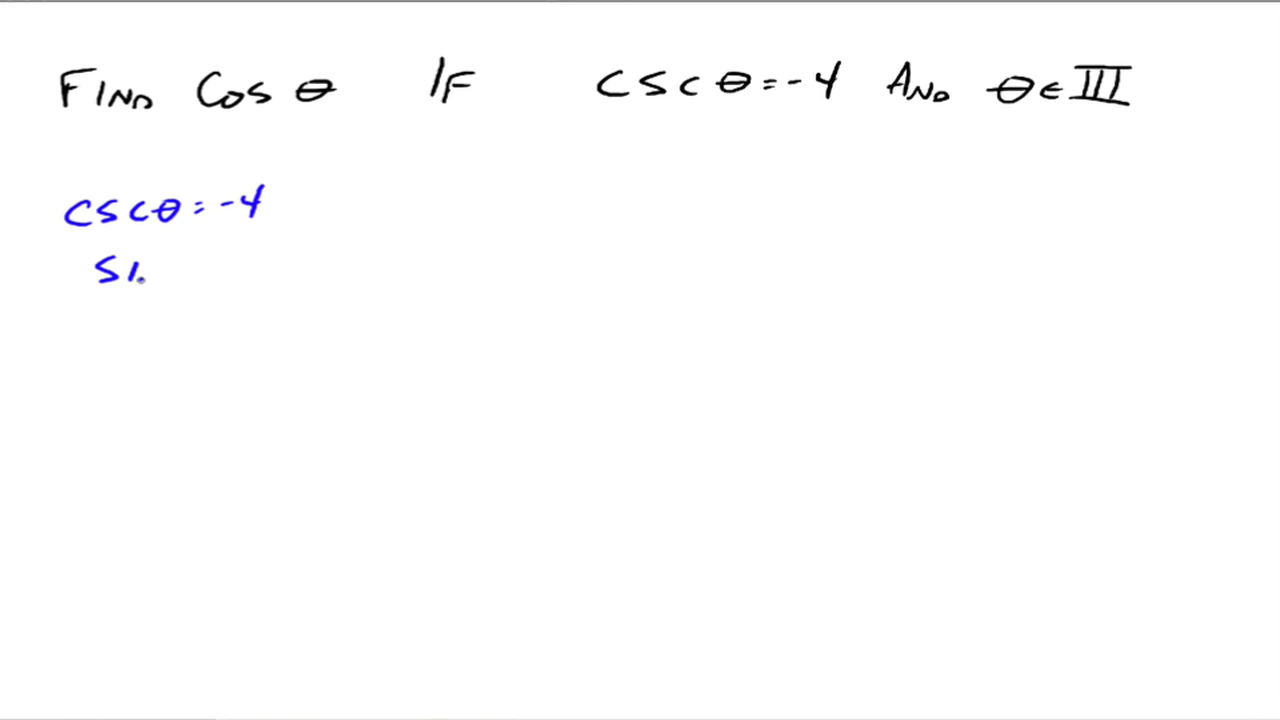 FIND COS θ IF CSC θ = -4 AND θ ∈ III
CSC θ = -4
SI